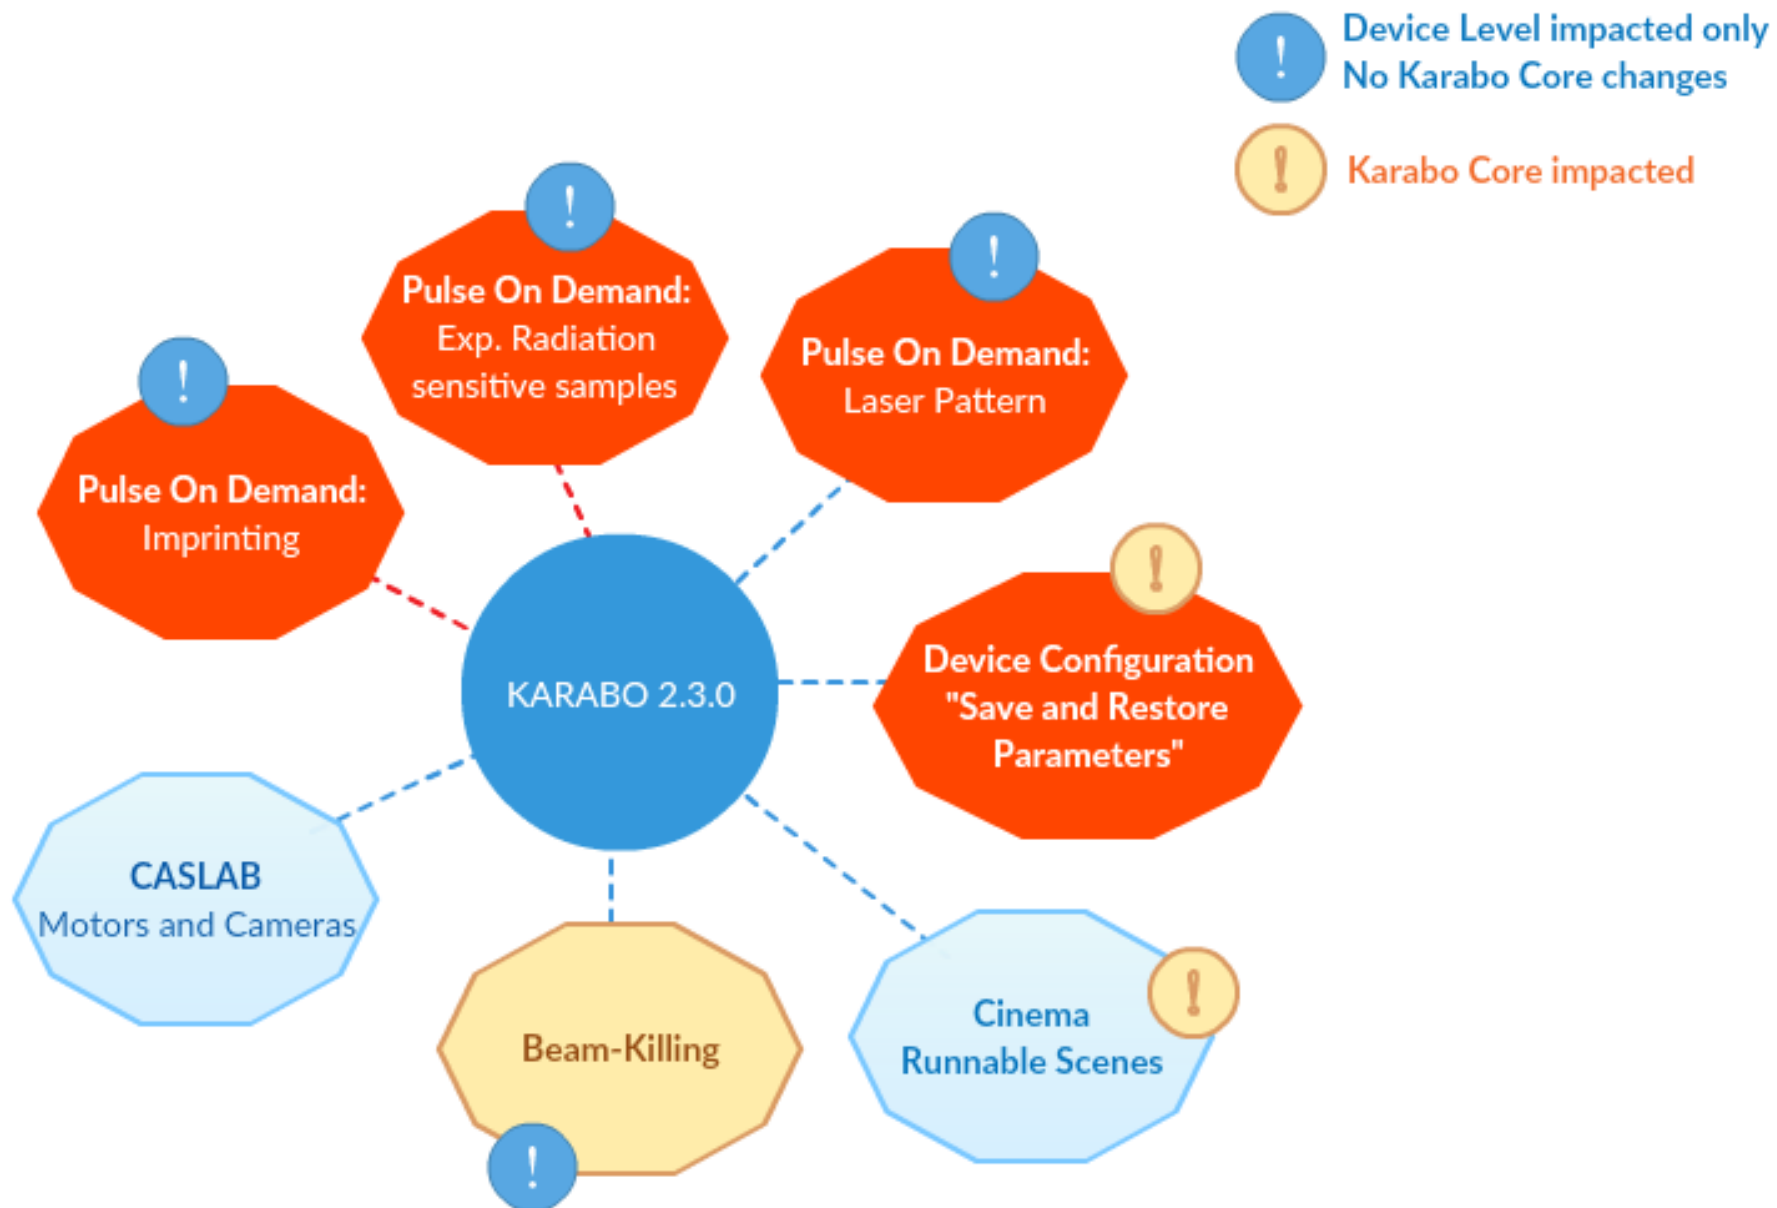 Device Level impacted only
No Karabo Core changes
!
!
Karabo Core impacted
!
Pulse On Demand:
Exp. Radiation
sensitive samples
!
Pulse On Demand:
Laser Pattern
!
Pulse On Demand:
Imprinting
!
Device Configuration
"Save and Restore
Parameters"
KARABO 2.3.0
CASLAB
Motors and Cameras
Beam-Killing
!
Cinema
Runnable Scenes
!